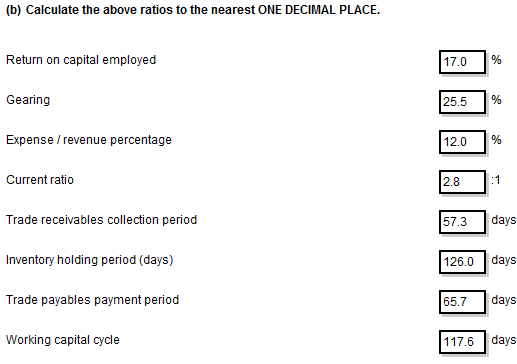 (b) Calculate the above ratios to the nearest ONE DECIMAL PLACE.
Return on capital employed 17.0 %
Gearing 25.5 %
Expense / revenue percentage 12.0 %
Current ratio 2.8 :1
Trade receivables collection period 57.3 days
Inventory holding period (days) 126.0 days
Trade payables payment period 65.7 days
Working capital cycle 117.6 days